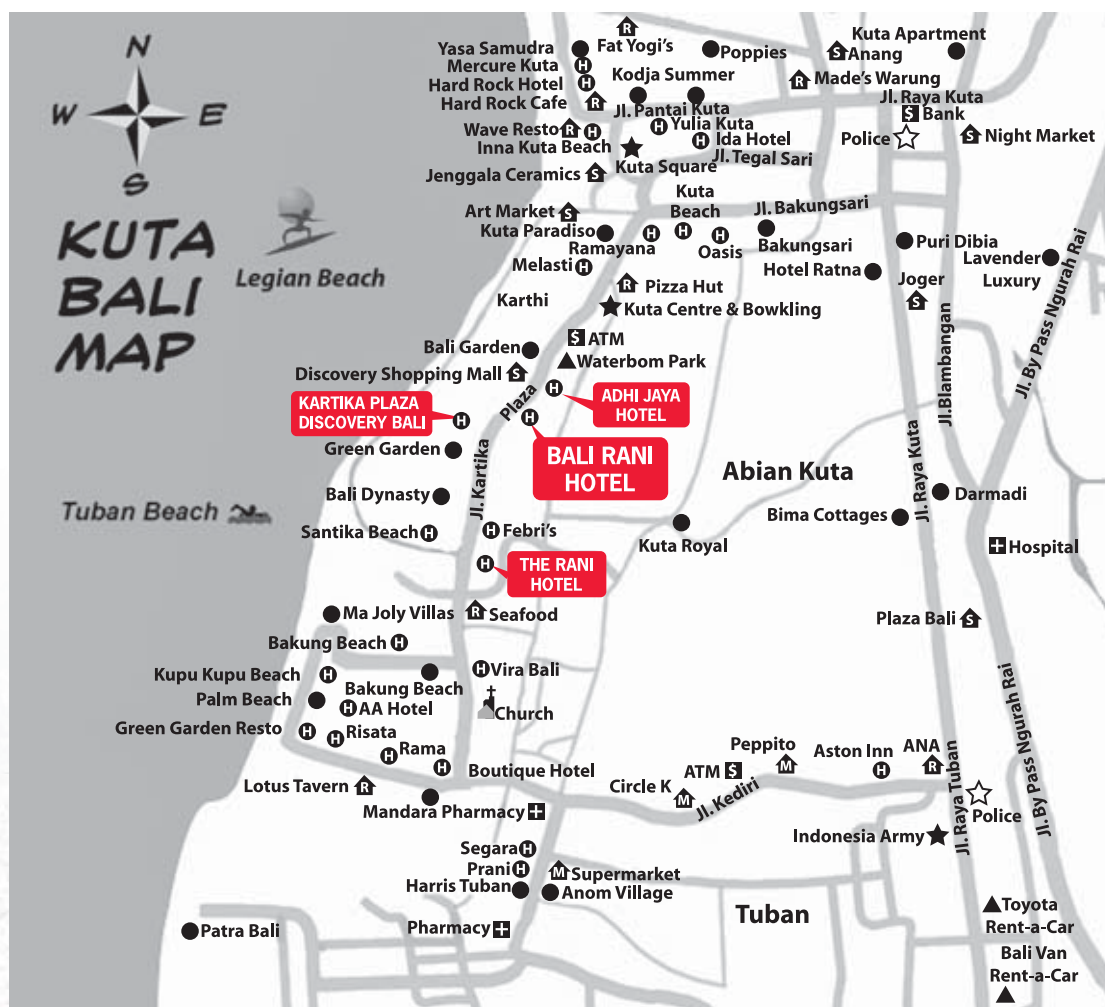 N
W
E
S
KUTA
BALI
MAP
Legian Beach
Tuban Beach
Yasa Samudra
Fat Yogi's
Poppies
Kuta Apartment
Anang
Mercure Kuta
Kodja Summer
Made's Warung
Hard Rock Hotel
Hard Rock Cafe
Jl. Pantai Kuta
Jl. Raya Kuta
Bank
Wave Resto
Yulia Kuta
Inna Kuta Beach
Ida Hotel
Police
Night Market
Jl. Tegal Sari
Kuta Square
Jenggala Ceramics
Kuta
Beach
Jl. Bakungsari
Art Market
Kuta Paradiso
Ramayana
Oasis
Bakungsari
Puri Dibia
Lavender
Luxury
Melasti
Hotel Ratna
Joger
Pizza Hut
Karthi
Kuta Centre & Bowkling
ATM
Bali Garden
Waterbom Park
Discovery Shopping Mall
Jl. Kartika
Plaza
Jl.Blambangan
Jl. By Pass Ngurah Rai
KARTIKA PLAZA
DISCOVERY BALI
ADHI JAYA
HOTEL
BALI RANI
HOTEL
Green Garden
Abian Kuta
Jl. Raya Kuta
Bali Dynasty
Darmadi
Bima Cottages
Santika Beach
Febri's
Kuta Royal
Hospital
THE RANI
HOTEL
Ma Joly Villas
Seafood
Plaza Bali
Bakung Beach
Kupu Kupu Beach
Vira Bali
Bakung Beach
Palm Beach
AA Hotel
Church
Green Garden Resto
Risata
Rama
Boutique Hotel
Peppito
Aston Inn
ANA
ATM
Circle K
Jl. Kediri
Lotus Tavern
Mandara Pharmacy
Jl. Raya Tuban
Jl. By Pass Ngurah Rai
Police
Indonesia Army
Segara
Prani
Supermarket
Harris Tuban
Anom Village
Tuban
Patra Bali
Pharmacy
Toyota
Rent-a-Car
Bali Van
Rent-a-Car